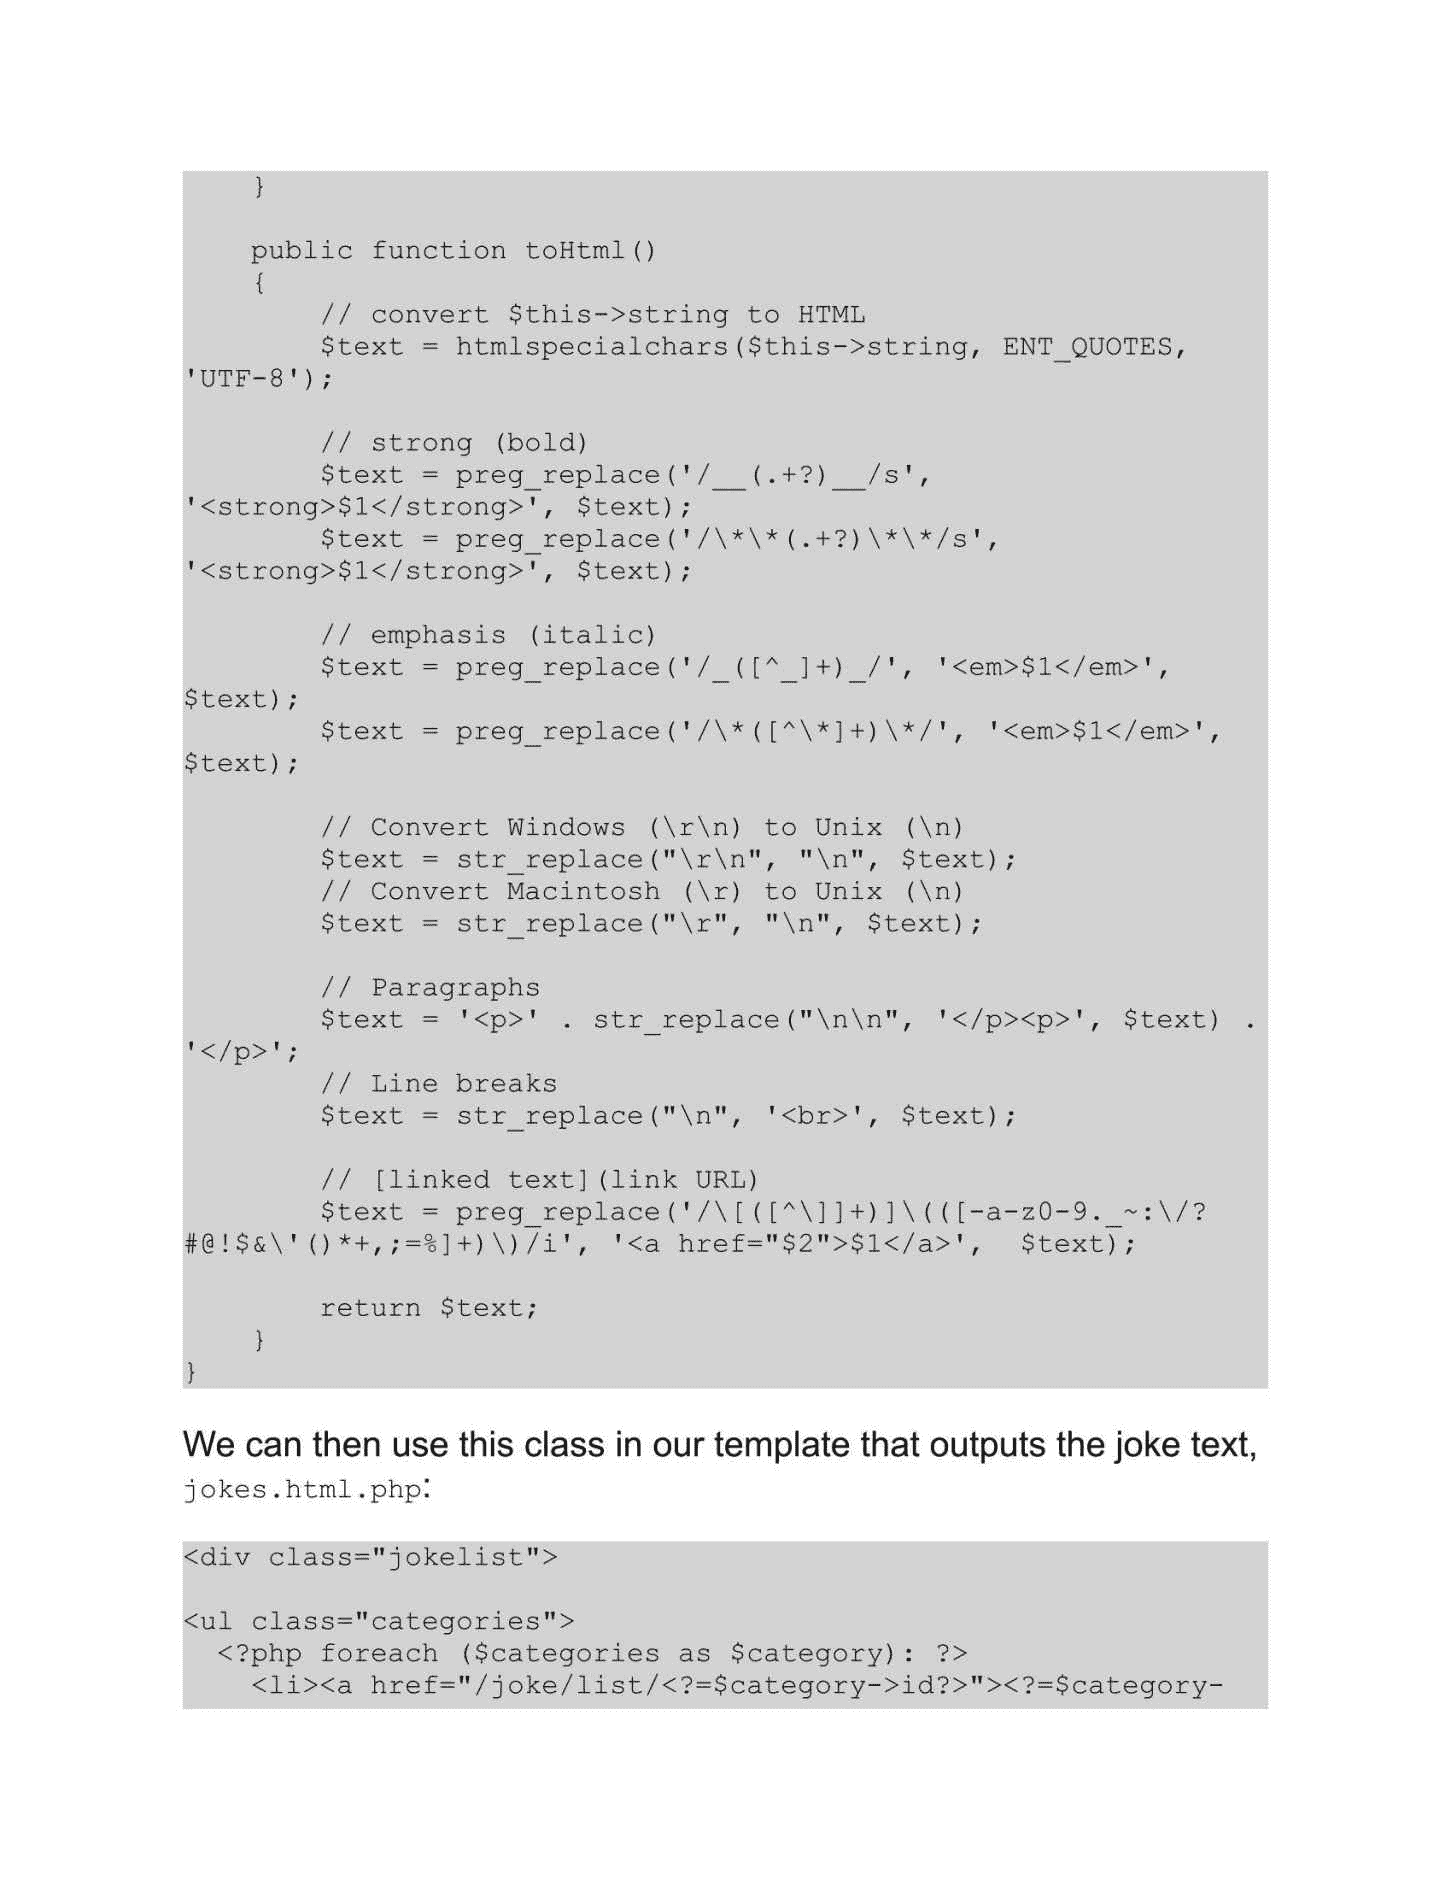 }

    public function toHtml()
    {
        // convert $this->string to HTML
        $text = htmlspecialchars($this->string, ENT_QUOTES,
'UTF-8');

        // strong (bold)
        $text = preg_replace('/__(.+?)__/s',
'<strong>$1</strong>', $text);
        $text = preg_replace('/\*\*(.+?)\*\*/s',
'<strong>$1</strong>', $text);

        // emphasis (italic)
        $text = preg_replace('/_([^_]+)_/', '<em>$1</em>',
$text);
        $text = preg_replace('/\*([^\*]+)\*/', '<em>$1</em>',
$text);

        // Convert Windows (\r\n) to Unix (\n)
        $text = str_replace("\r\n", "\n", $text);
        // Convert Macintosh (\r) to Unix (\n)
        $text = str_replace("\r", "\n", $text);

        // Paragraphs
        $text = '<p>' . str_replace("\n\n", '</p><p>', $text) .
'</p>';
        // Line breaks
        $text = str_replace("\n", '<br>', $text);

        // [linked text](link URL)
        $text = preg_replace('/\[([^\]]+)]\(([-a-z0-9._~:\/?
#@!$&\'()*+,;=%]+)\)/i', '<a href="$2">$1</a>',  $text);

        return $text;
    }
}
We can then use this class in our template that outputs the joke text,
jokes.html.php:
<div class="jokelist">

<ul class="categories">
  <?php foreach ($categories as $category): ?>
    <li><a href="/joke/list/<?=$category->id?>"><?=$category-